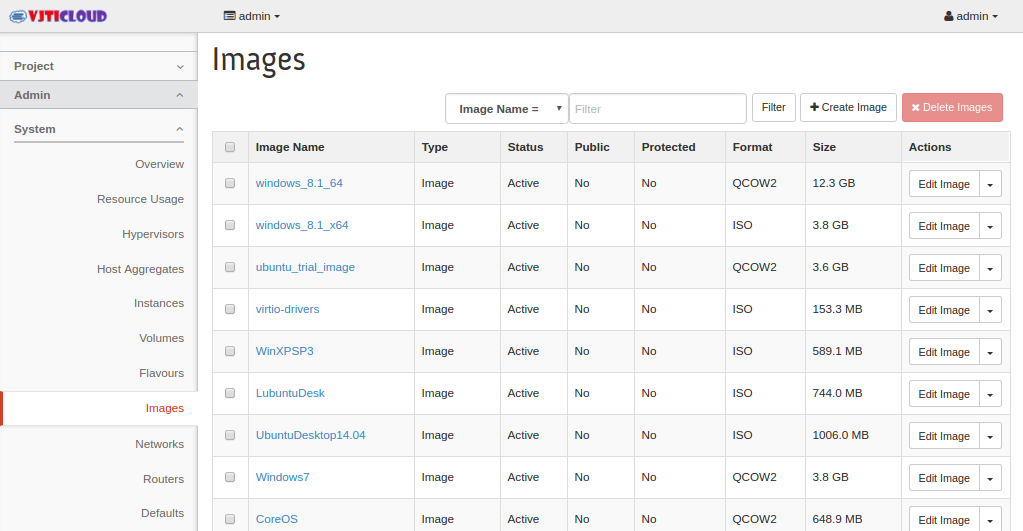 VJTICLOUD admin admin
Project
Admin
System
Overview
Resource Usage
Hypervisors
Host Aggregates
Instances
Volumes
Flavours
Images
Networks
Routers
Defaults
Images
Image Name = Filter Filter Create Image Delete Images
Image Name Type Status Public Protected Format Size Actions
windows_8.1_64 Image Active No No QCOW2 12.3 GB Edit Image
windows_8.1_x64 Image Active No No ISO 3.8 GB Edit Image
ubuntu_trial_image Image Active No No QCOW2 3.6 GB Edit Image
virtio-drivers Image Active No No ISO 153.3 MB Edit Image
WinXPSP3 Image Active No No ISO 589.1 MB Edit Image
LubuntuDesk Image Active No No ISO 744.0 MB Edit Image
UbuntuDesktop14.04 Image Active No No ISO 1006.0 MB Edit Image
Windows7 Image Active No No QCOW2 3.8 GB Edit Image
CoreOS Image Active No No QCOW2 648.9 MB Edit Image